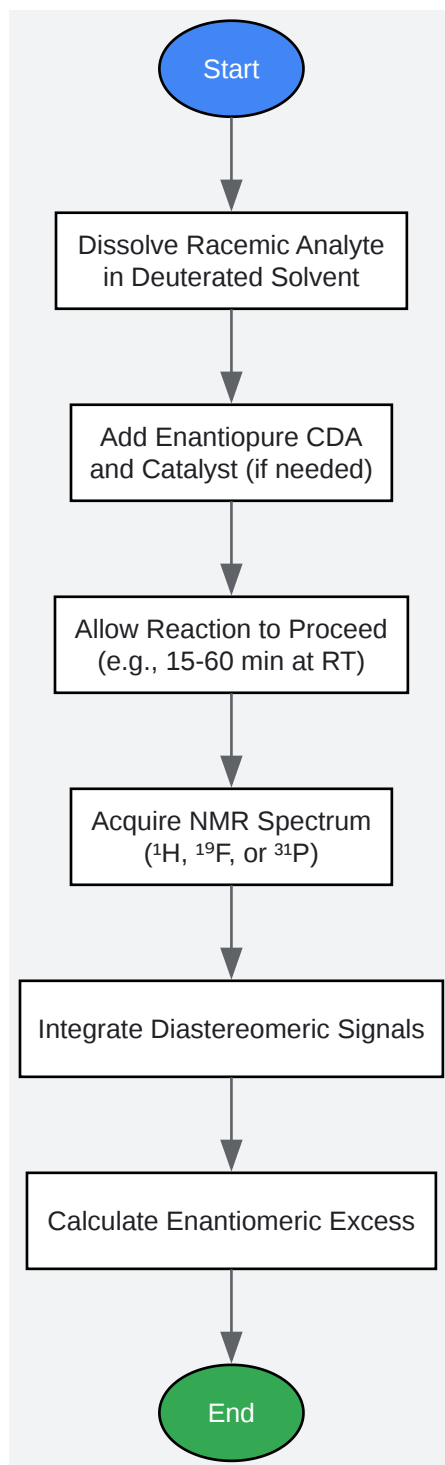 Start
Dissolve Racemic Analyte
in Deuterated Solvent
Add Enantiopure CDA
and Catalyst (if needed)
Allow Reaction to Proceed
(e.g., 15-60 min at RT)
Acquire NMR Spectrum
(¹H, ¹⁹F, or ³¹P)
Integrate Diastereomeric Signals
Calculate Enantiomeric Excess
End